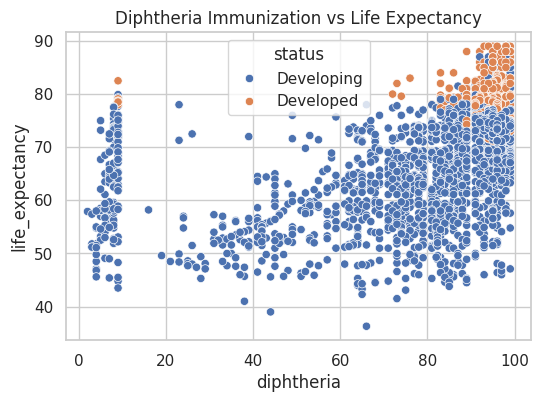 Diphtheria Immunization vs Life Expectancy
status
Developing
Developed
life_expectancy
90
80
70
60
50
40
0 20 40 60 80 100
diphtheria